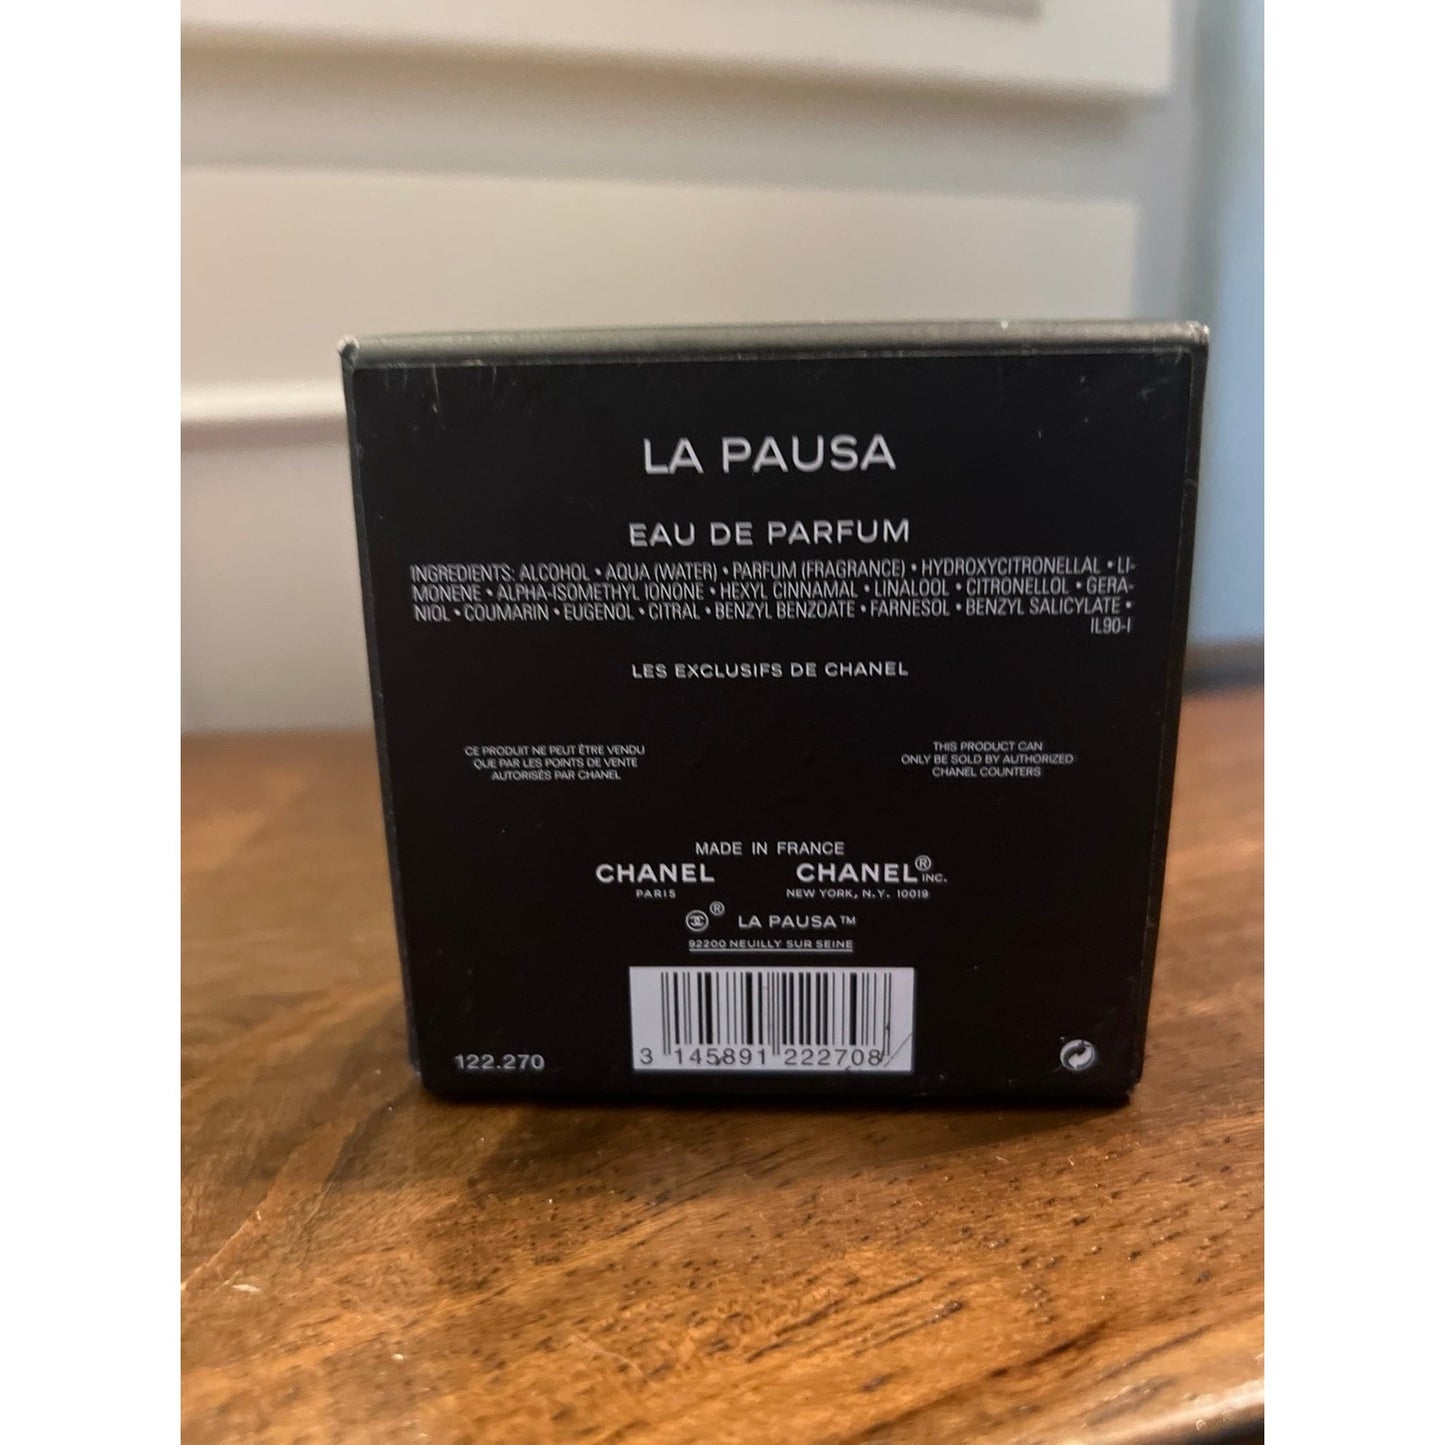 LA PAUSA
EAU DE PARFUM
INGREDIENTS: ALCOHOL • AQUA (WATER) • PARFUM (FRAGRANCE) • HYDROXYCITRONELLAL • LI-
MONENE • ALPHA-ISOMETHYL IONONE • HEXYL CINNAMAL • LINALOOL • CITRONELLOL • GERA-
NIOL • COUMARIN • EUGENOL • CITRAL • BENZYL BENZOATE • FARNESOL • BENZYL SALICYLATE •
IL90-I
LES EXCLUSIFS DE CHANEL
CE PRODUIT NE PEUT ÊTRE VENDU
QUE PAR LES POINTS DE VENTE
AUTORISÉS PAR CHANEL
THIS PRODUCT CAN
ONLY BE SOLD BY AUTHORIZED
CHANEL COUNTERS
MADE IN FRANCE
CHANEL CHANEL® INC.
PARIS NEW YORK, N.Y. 10019
® LA PAUSA™
92200 NEUILLY SUR SEINE
122.270 3 145891 222708